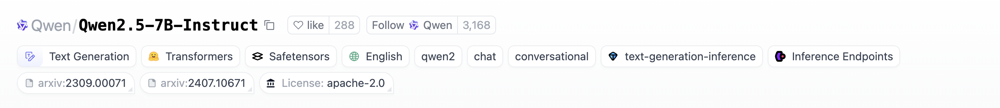 Qwen/Qwen2.5-7B-Instruct like 288 Follow Qwen 3,168
Text Generation Transformers Safetensors English qwen2 chat conversational text-generation-inference Inference Endpoints
arxiv:2309.00071 arxiv:2407.10671 License: apache-2.0